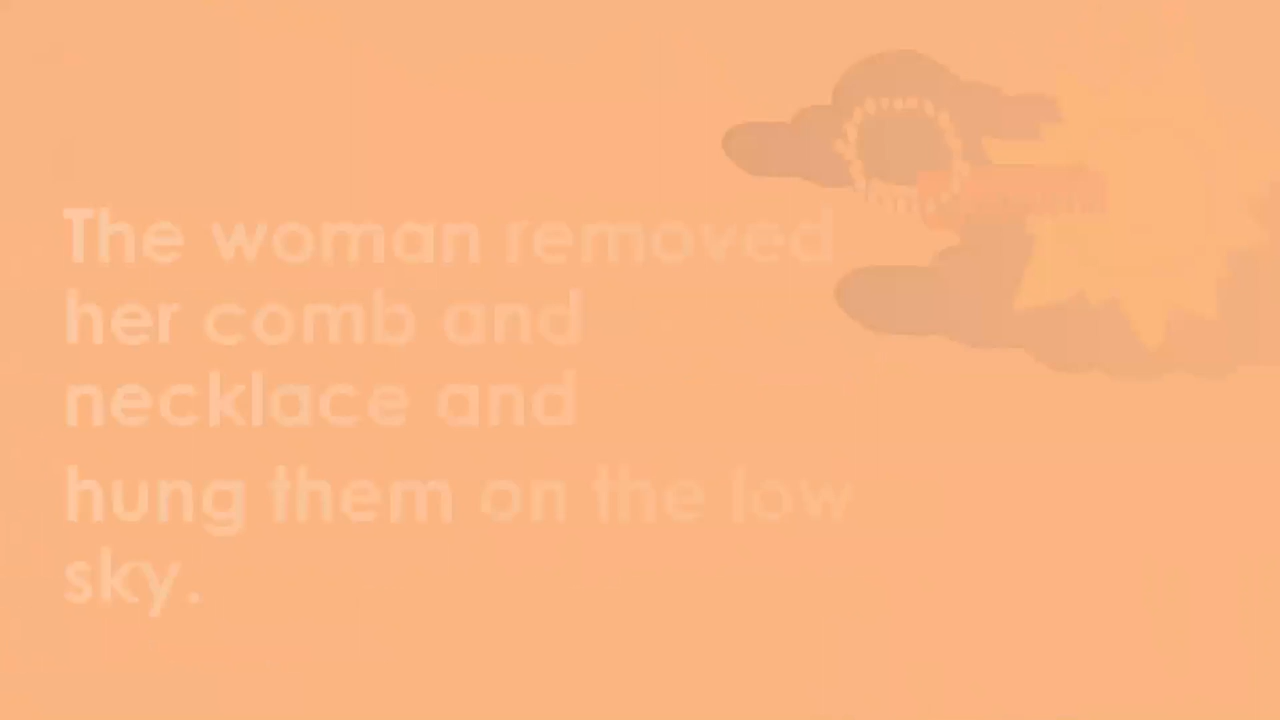 The woman removed
her comb and
necklace and
hung them on the low
sky.